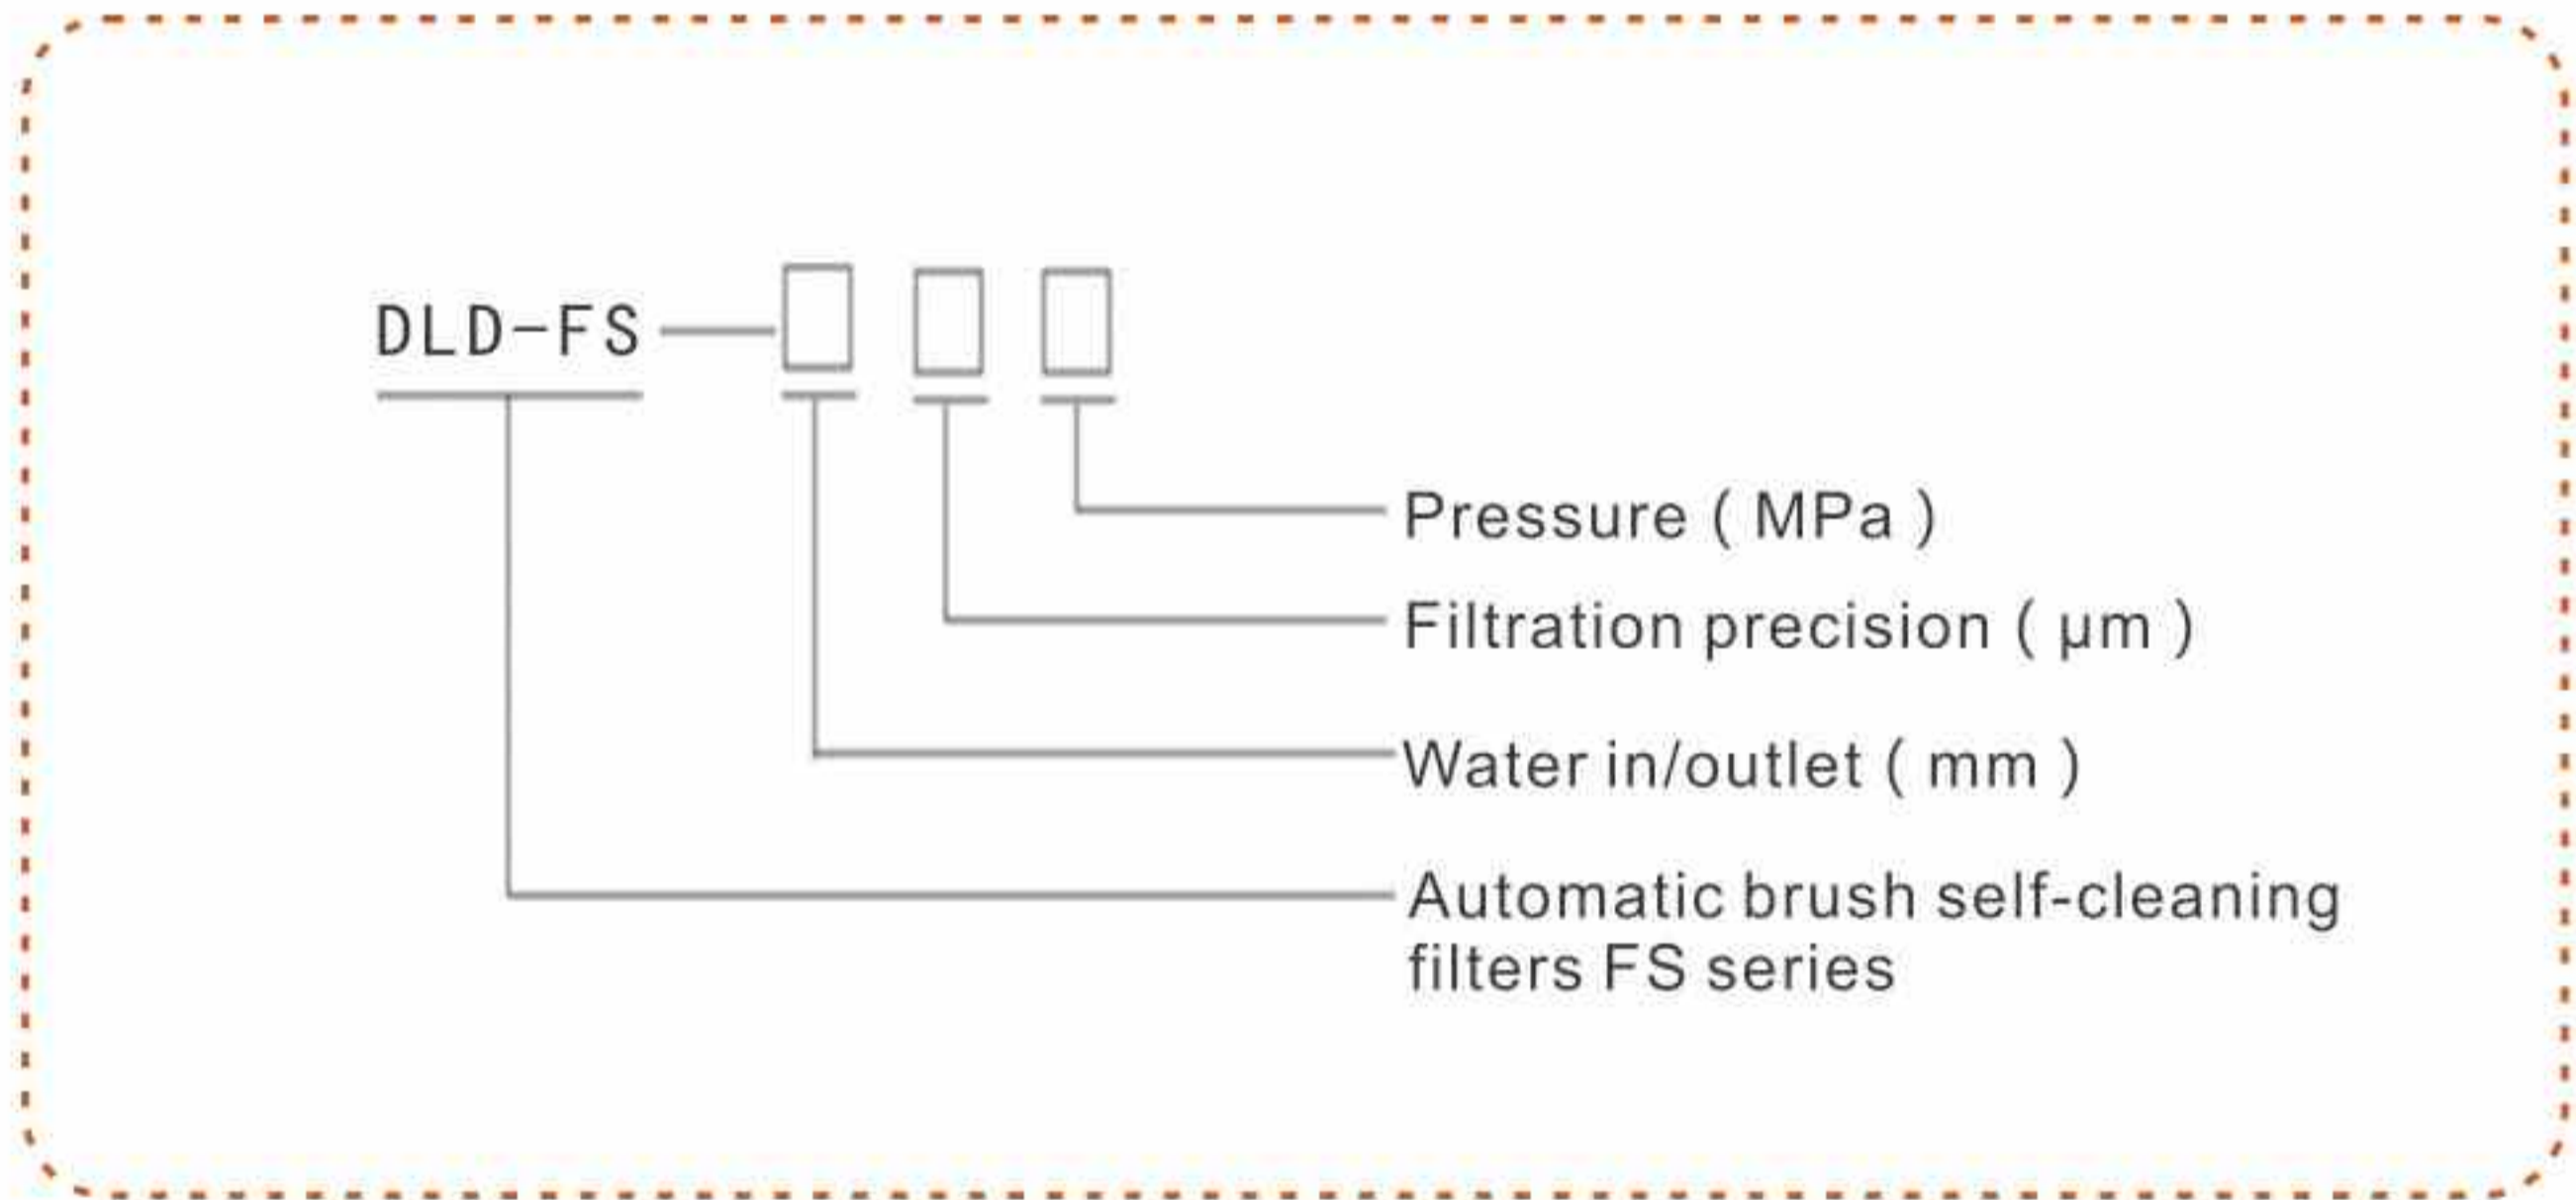 DLD-FS
Pressure ( MPa )
Filtration precision ( μm )
Water in/outlet ( mm )
Automatic brush self-cleaning
filters FS series